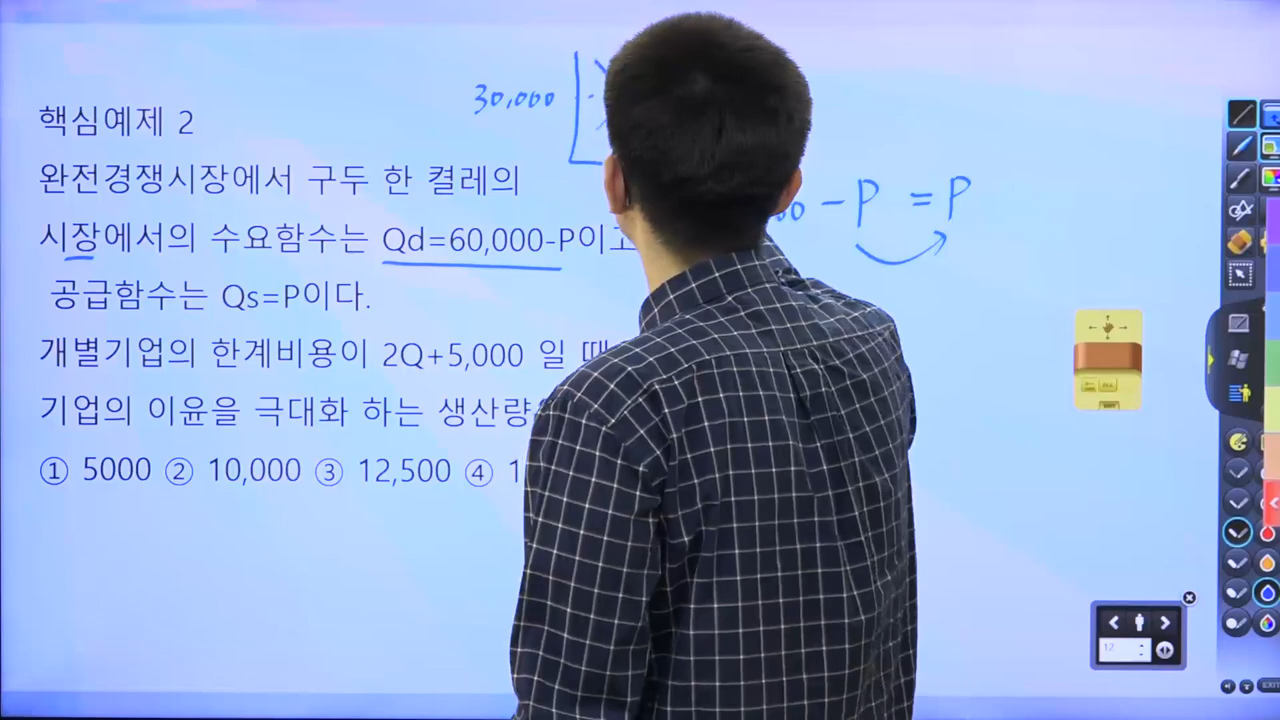 30,000
핵심예제 2
완전경쟁시장에서 구두 한 켤레의
- P = P
시장에서의 수요함수는 Qd=60,000-P이고
공급함수는 Qs=P이다.
개별기업의 한계비용이 2Q+5,000 일 때
기업의 이윤을 극대화 하는 생산량
① 5000 ② 10,000 ③ 12,500 ④ 1
12
EXIT